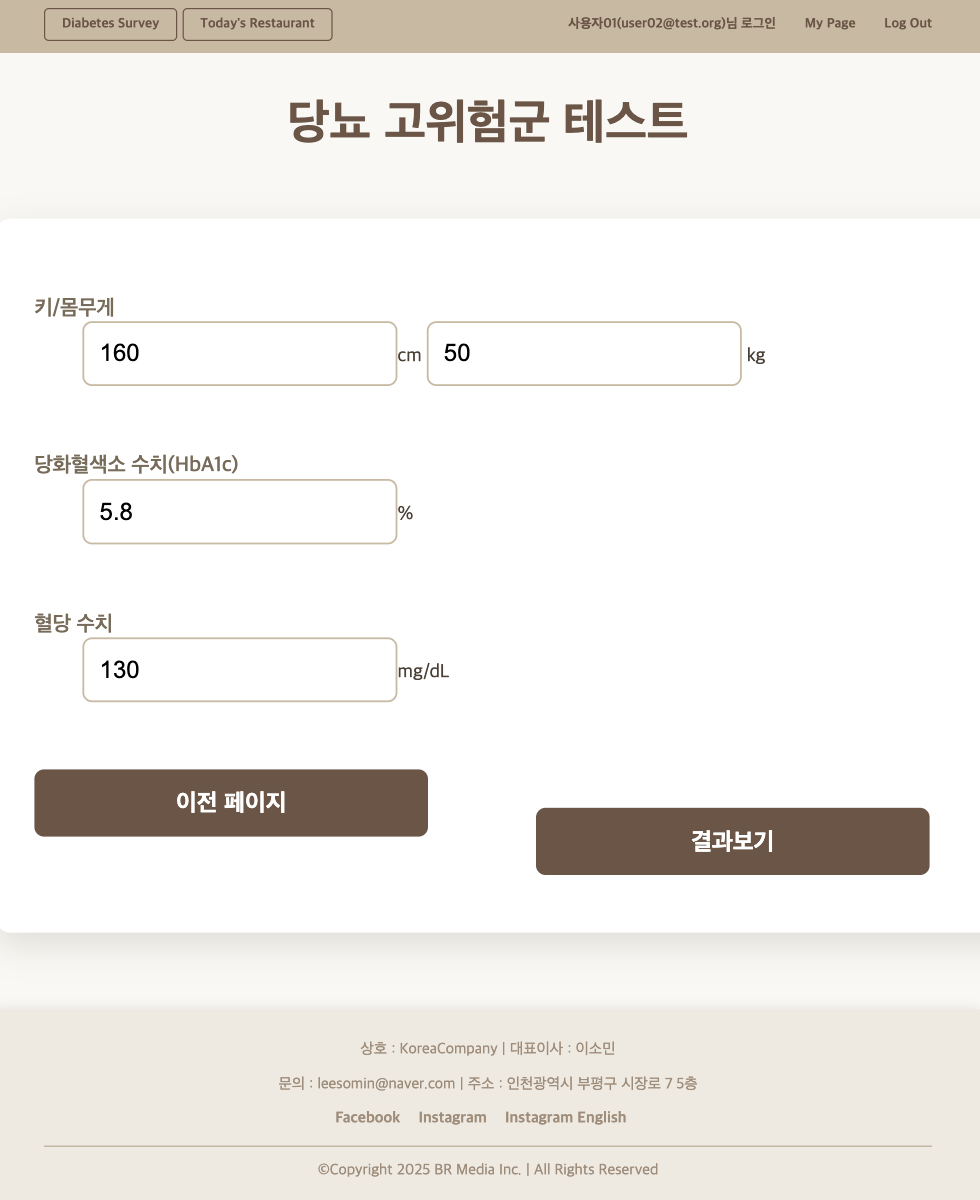 Diabetes Survey Today's Restaurant 사용자01(user02@test.org)님 로그인 My Page Log Out
당뇨 고위험군 테스트
키/몸무게
160 cm 50 kg
당화혈색소 수치(HbA1c)
5.8 %
혈당 수치
130 mg/dL
이전 페이지
결과보기
상호 : KoreaCompany | 대표이사 : 이소민
문의 : leesomin@naver.com | 주소 : 인천광역시 부평구 시장로 7 5층
Facebook Instagram Instagram English
©Copyright 2025 BR Media Inc. | All Rights Reserved